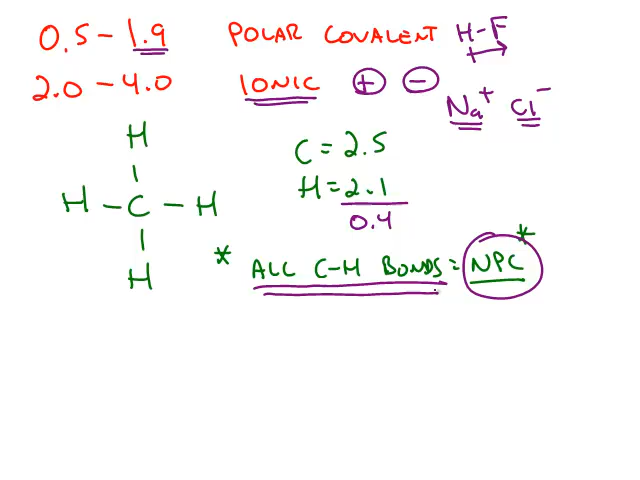 0.5 - 1.9 POLAR COVALENT H-F
2.0 - 4.0 IONIC + -
Na+ Cl-
H
H - C - H
H
C = 2.5
H = 2.1
0.4
* ALL C-H BONDS = NPC *